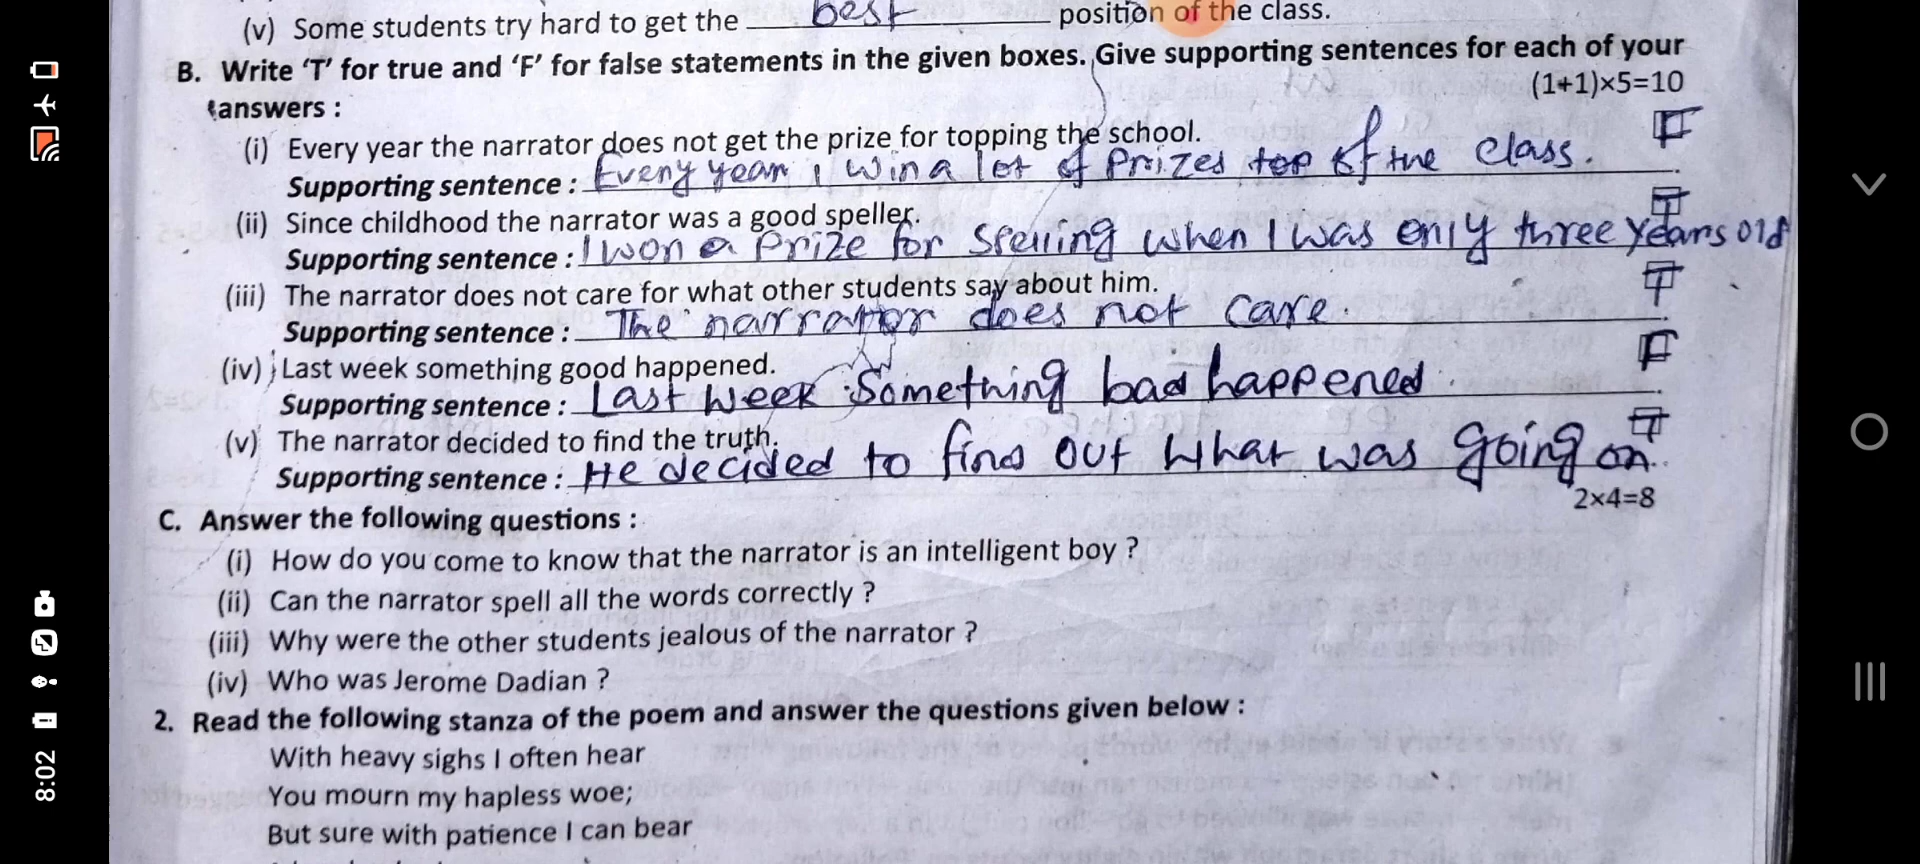 (v) Some students try hard to get the best position of the class.
B. Write ‘T’ for true and ‘F’ for false statements in the given boxes. Give supporting sentences for each of your
answers : (1+1)×5=10
(i) Every year the narrator does not get the prize for topping the school. F
Supporting sentence : Every year I win a lot of Prizes top of the class.
(ii) Since childhood the narrator was a good speller. T
Supporting sentence : I won a Prize for spelling when I was only three years old
(iii) The narrator does not care for what other students say about him. T
Supporting sentence : The narrator does not care.
(iv) Last week something good happened. F
Supporting sentence : Last week Something bad happened
(v) The narrator decided to find the truth. T
Supporting sentence : He decided to find out what was going on.
C. Answer the following questions : 2×4=8
(i) How do you come to know that the narrator is an intelligent boy ?
(ii) Can the narrator spell all the words correctly ?
(iii) Why were the other students jealous of the narrator ?
(iv) Who was Jerome Dadian ?
2. Read the following stanza of the poem and answer the questions given below :
With heavy sighs I often hear
You mourn my hapless woe;
But sure with patience I can bear
8:02